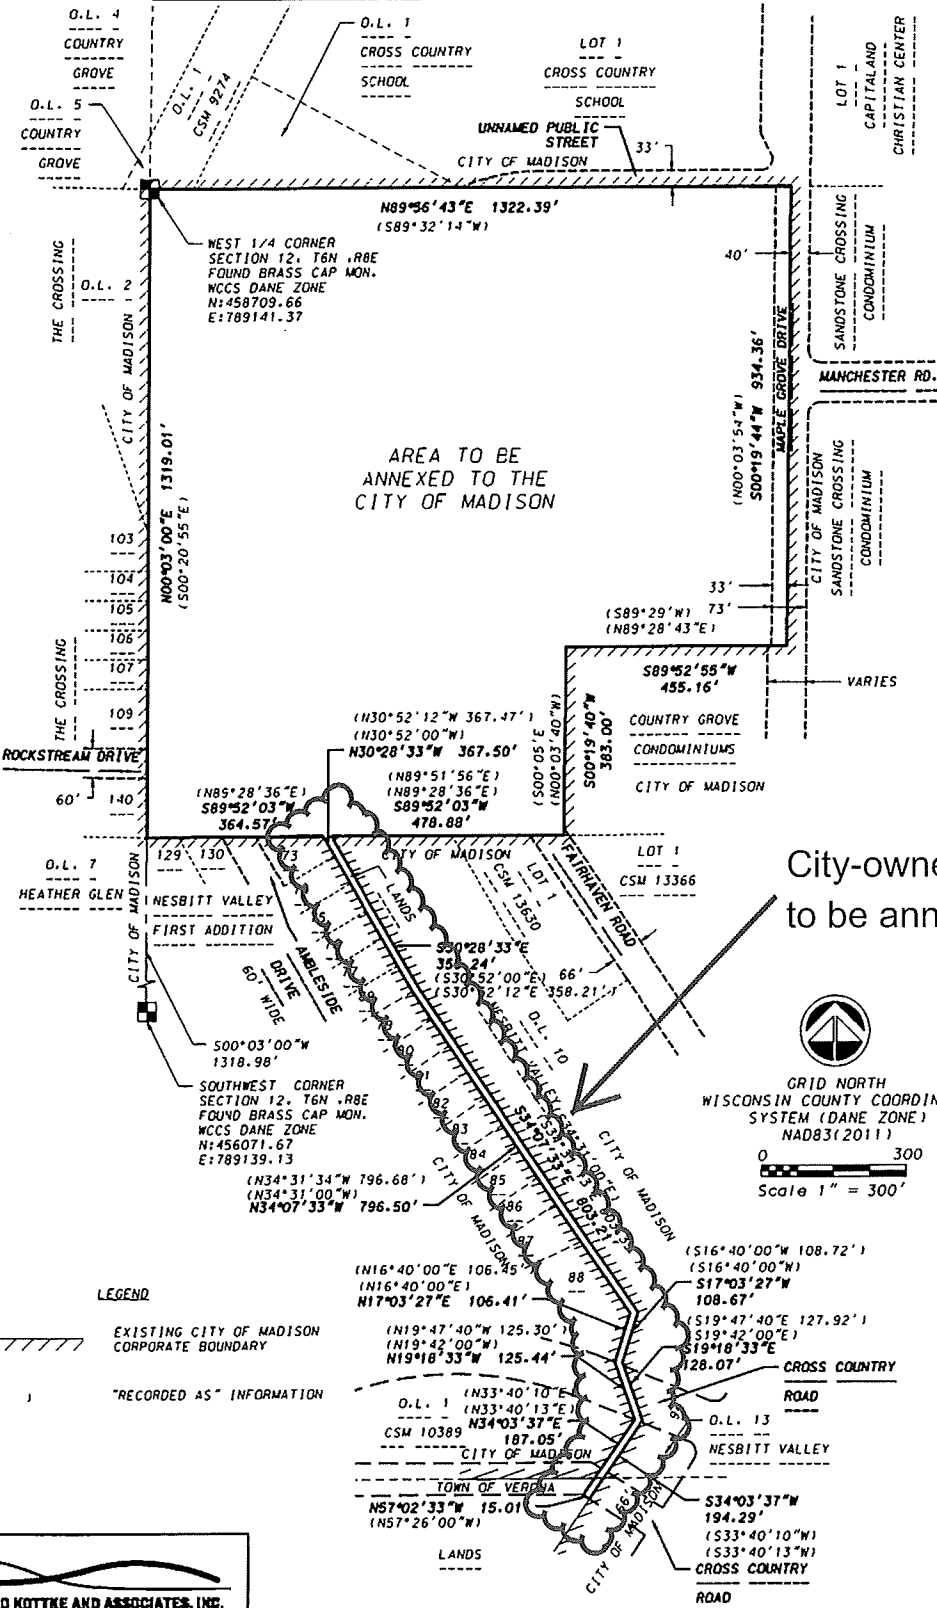 O.L. 4
COUNTRY
GROVE
O.L. 5
COUNTRY
GROVE
O.L. 1
CSM 9274
O.L. 1
CROSS COUNTRY
SCHOOL
LOT 1
CROSS COUNTRY
SCHOOL
UNNAMED PUBLIC
STREET
CITY OF MADISON
33'
LOT 1
CAPITALAND
CHRISTIAN CENTER
N89°56'43"E 1322.39'
(S89°32'14"W)
WEST 1/4 CORNER
SECTION 12, T6N ,R8E
FOUND BRASS CAP MON.
WCCS DANE ZONE
N:458709.66
E:789141.37
THE CROSSING
O.L. 2
CITY OF MADISON
40'
SANDSTONE CROSSING
CONDOMINIUM
MANCHESTER RD.
MAPLE GROVE DRIVE
S00°19'44"W 934.36'
(N00°03'54"W)
AREA TO BE
ANNEXED TO THE
CITY OF MADISON
N00°03'00"E 1319.01'
(S00°20'55"E)
CITY OF MADISON
SANDSTONE CROSSING
CONDOMINIUM
103
104
105
106
107
109
140
THE CROSSING
ROCKSTREAM DRIVE
60'
33'
73'
(S89°29'W)
(N89°28'43"E)
S89°52'55"W
455.16'
VARIES
(S00°05'E
(N00°03'40"W)
S00°19'40"W
383.00'
COUNTRY GROVE
CONDOMINIUMS
CITY OF MADISON
(N30°52'12"W 367.47')
(N30°52'00"W)
N30°28'33"W 367.50'
(N89°28'36"E)
S89°52'03"W
364.57'
(N89°51'56"E)
(N89°28'36"E)
S89°52'03"W
478.88'
O.L. 7
HEATHER GLEN
CITY OF MADISON
129
130
73
NESBITT VALLEY
FIRST ADDITION
AMBLESIDE
DRIVE
60' WIDE
CITY OF MADISON
LANDS
LOT 1
CSM 13630
FAIRHAVEN ROAD
66'
LOT 1
CSM 13366
City-owne
to be ann
S30°28'33"E
24'
(S30°52'00"E)
(S30°52'12"E 358.21')
O.L. 10
NESBITT VALLEY
S00°03'00"W
1318.98'
SOUTHWEST CORNER
SECTION 12, T6N ,R8E
FOUND BRASS CAP MON.
WCCS DANE ZONE
N:456071.67
E:789139.13
81
82
83
84
85
86
87
88
GRID NORTH
WISCONSIN COUNTY COORDIN
SYSTEM (DANE ZONE)
NAD83(2011)
0 300
Scale 1" = 300'
S34°07'33"E 803.21'
CITY OF MADISON
(N34°31'34"W 796.68')
(N34°31'00"W)
N34°07'33"W 796.50'
CITY OF MADISON
(N16°40'00"E 106.45'
(N16°40'00"E)
N17°03'27"E 106.41'
(S16°40'00"W 108.72')
(S16°40'00"W)
S17°03'27"W
108.67'
(N19°47'40"W 125.30')
(N19°42'00"W)
N19°18'33"W 125.44'
(S19°47'40"E 127.92')
(S19°42'00"E)
S19°18'33"E
128.07'
CROSS COUNTRY
ROAD
LEGEND
EXISTING CITY OF MADISON
CORPORATE BOUNDARY
)
"RECORDED AS" INFORMATION
O.L. 1
CSM 10389
(N33°40'10"E
(N33°40'13"E)
N34°03'37"E
187.05'
CITY OF MADISON
TOWN OF VERONA
O.L. 13
NESBITT VALLEY
N57°02'33"W 15.01'
(N57°26'00"W)
66'
CITY OF MADISON
S34°03'37"W
194.29'
(S33°40'10"W)
(S33°40'13"W)
CROSS COUNTRY
ROAD
LANDS
O KOTTKE AND ASSOCIATES, INC.